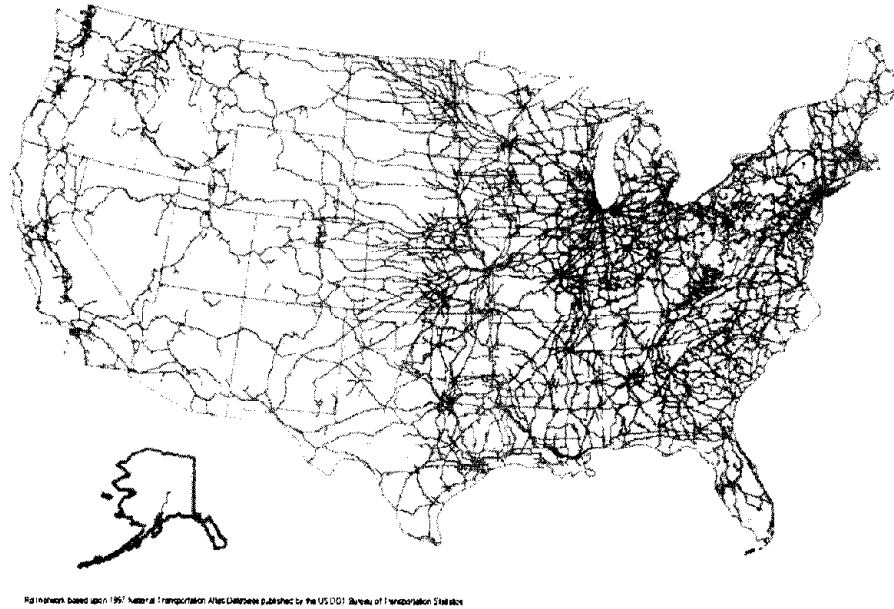 Rail network based upon 1997 National Transportation Atlas Database published by the US DOT Bureau of Transportation Statistics